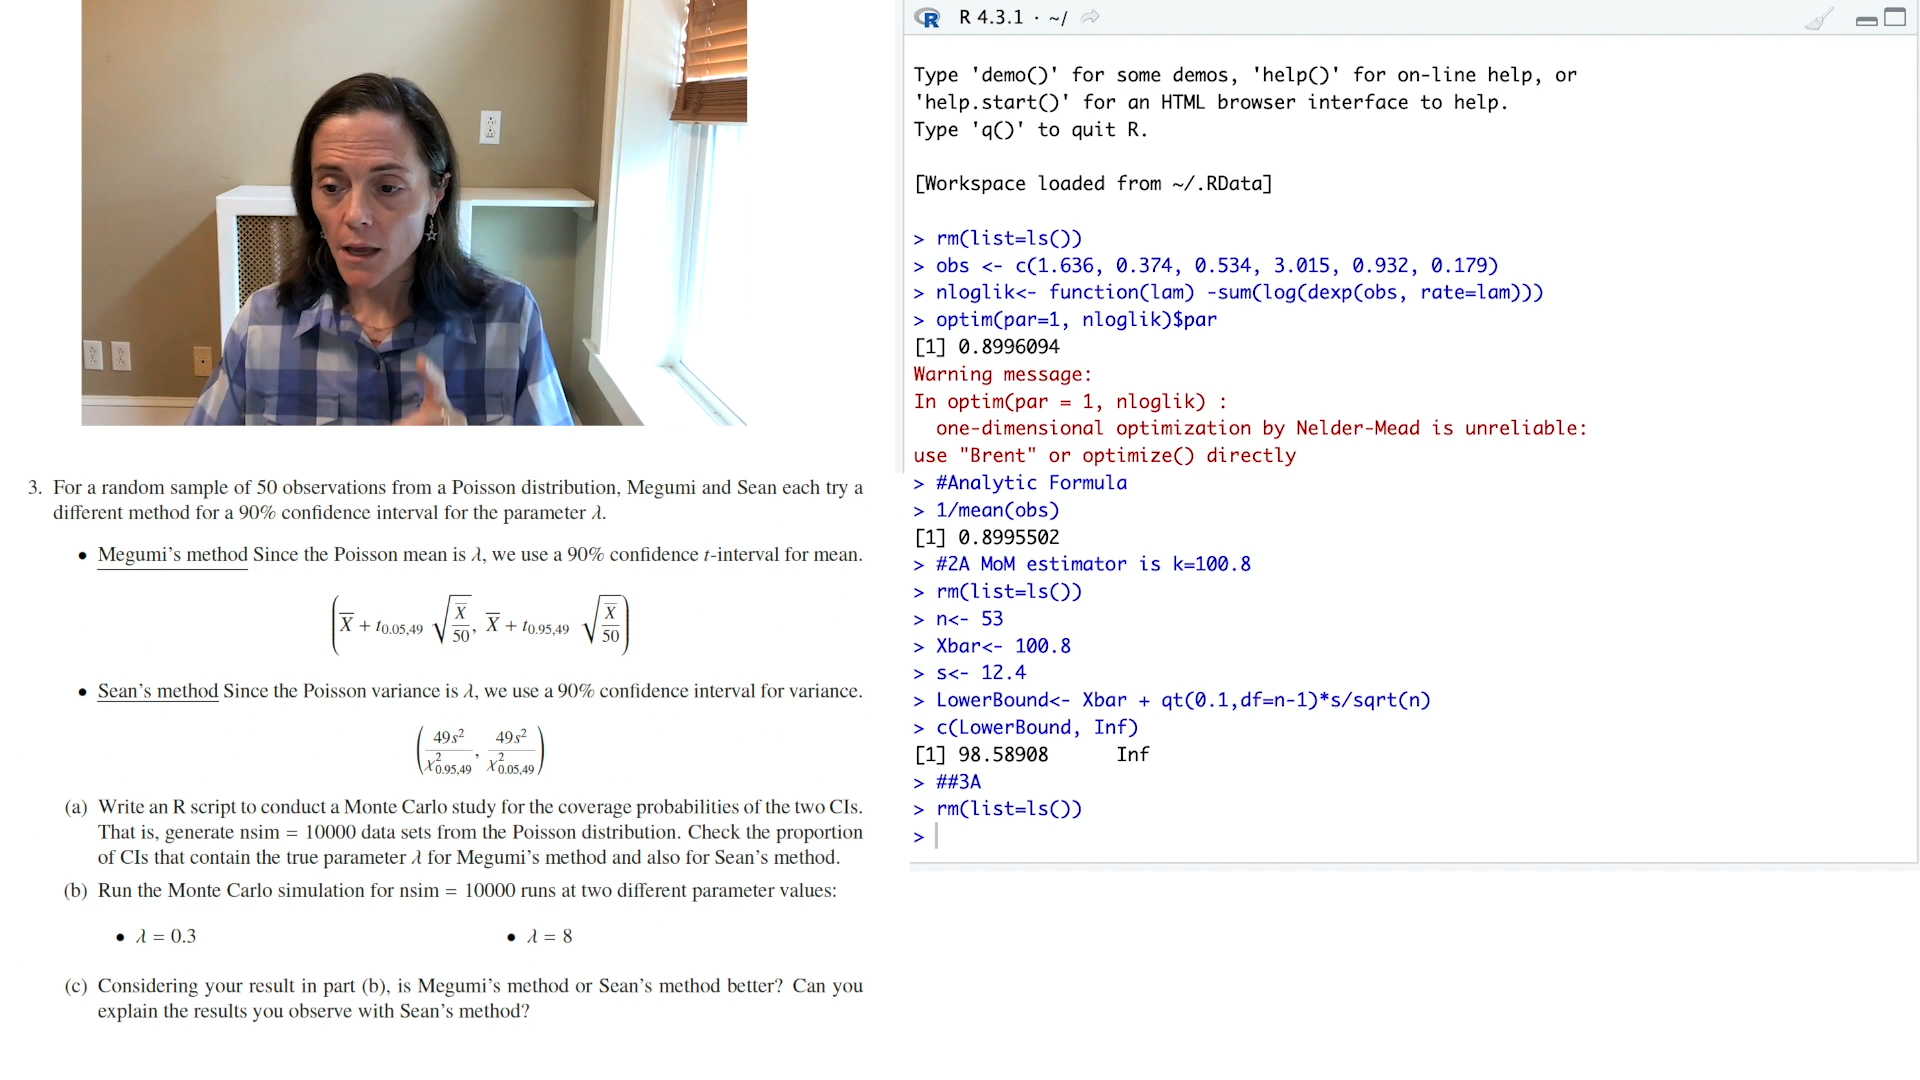 3. For a random sample of 50 observations from a Poisson distribution, Megumi and Sean each try a
different method for a 90% confidence interval for the parameter λ.
• Megumi's method Since the Poisson mean is λ, we use a 90% confidence t-interval for mean.
(X̅ + t0.05,49 √(X̅/50), X̅ + t0.95,49 √(X̅/50))
• Sean's method Since the Poisson variance is λ, we use a 90% confidence interval for variance.
(49s²/χ²0.95,49, 49s²/χ²0.05,49)
(a) Write an R script to conduct a Monte Carlo study for the coverage probabilities of the two CIs.
That is, generate nsim = 10000 data sets from the Poisson distribution. Check the proportion
of CIs that contain the true parameter λ for Megumi's method and also for Sean's method.
(b) Run the Monte Carlo simulation for nsim = 10000 runs at two different parameter values:
• λ = 0.3 • λ = 8
(c) Considering your result in part (b), is Megumi's method or Sean's method better? Can you
explain the results you observe with Sean's method?
R R 4.3.1 · ~/
Type 'demo()' for some demos, 'help()' for on-line help, or
'help.start()' for an HTML browser interface to help.
Type 'q()' to quit R.
[Workspace loaded from ~/.RData]
> rm(list=ls())
> obs <- c(1.636, 0.374, 0.534, 3.015, 0.932, 0.179)
> nloglik<- function(lam) -sum(log(dexp(obs, rate=lam)))
> optim(par=1, nloglik)$par
[1] 0.8996094
Warning message:
In optim(par = 1, nloglik) :
one-dimensional optimization by Nelder-Mead is unreliable:
use "Brent" or optimize() directly
> #Analytic Formula
> 1/mean(obs)
[1] 0.8995502
> #2A MoM estimator is k=100.8
> rm(list=ls())
> n<- 53
> Xbar<- 100.8
> s<- 12.4
> LowerBound<- Xbar + qt(0.1,df=n-1)*s/sqrt(n)
> c(LowerBound, Inf)
[1] 98.58908 Inf
> ##3A
> rm(list=ls())
>